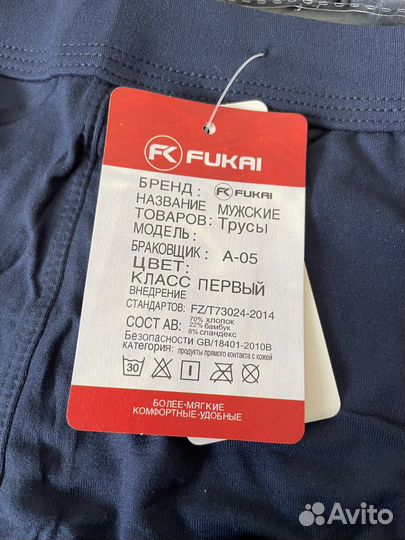 FK FUKAI
БРЕНД: FK FUKAI
НАЗВАНИЕ МУЖСКИЕ
ТОВАРОВ: Трусы
МОДЕЛЬ:
БРАКОВЩИК: A-05
ЦВЕТ:
КЛАСС ПЕРВЫЙ
ВНЕДРЕНИЕ
СТАНДАРТОВ: FZ/T73024-2014
70% хлопок
СОСТ АВ: 22% бамбук
8% спандекс
Безопасности GB/18401-2010B
Категория: продукты прямого контакта с кожей
30
БОЛЕЕ-МЯГКИЕ
КОМФОРТНЫЕ-УДОБНЫЕ
Avito